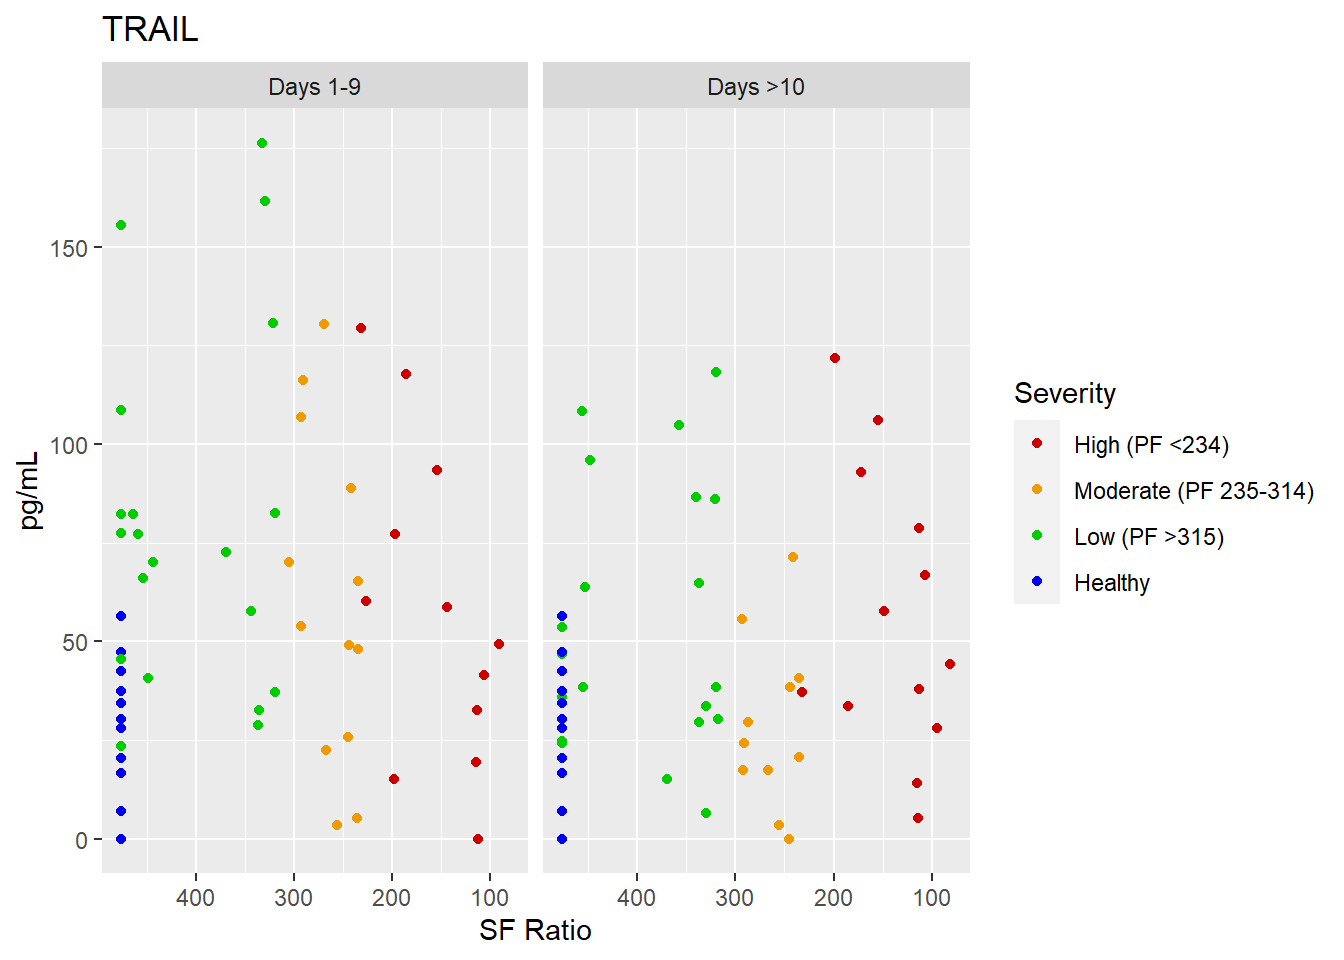 TRAIL
Days 1-9
Days >10
150
100
50
0
pg/mL
400 300 200 100
400 300 200 100
SF Ratio
Severity
High (PF <234)
Moderate (PF 235-314)
Low (PF >315)
Healthy